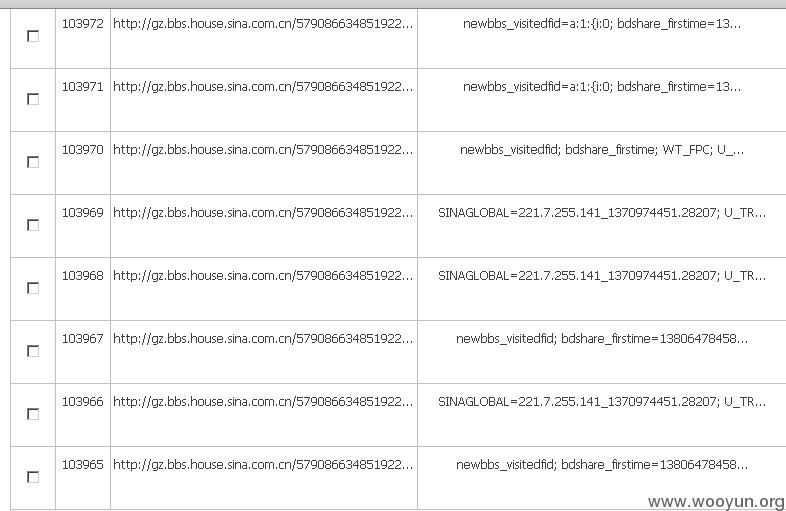 103972 http://gz.bbs.house.sina.com.cn/579086634851922... newbbs_visitedfid=a:1:{i:0; bdshare_firstime=13...
103971 http://gz.bbs.house.sina.com.cn/579086634851922... newbbs_visitedfid=a:1:{i:0; bdshare_firstime=13...
103970 http://gz.bbs.house.sina.com.cn/579086634851922... newbbs_visitedfid; bdshare_firstime; WT_FPC; U_...
103969 http://gz.bbs.house.sina.com.cn/579086634851922... SINAGLOBAL=221.7.255.141_1370974451.28207; U_TR...
103968 http://gz.bbs.house.sina.com.cn/579086634851922... SINAGLOBAL=221.7.255.141_1370974451.28207; U_TR...
103967 http://gz.bbs.house.sina.com.cn/579086634851922... newbbs_visitedfid; bdshare_firstime=13806478458...
103966 http://gz.bbs.house.sina.com.cn/579086634851922... SINAGLOBAL=221.7.255.141_1370974451.28207; U_TR...
103965 http://gz.bbs.house.sina.com.cn/579086634851922... newbbs_visitedfid; bdshare_firstime=13806478458...
www.wooyun.org